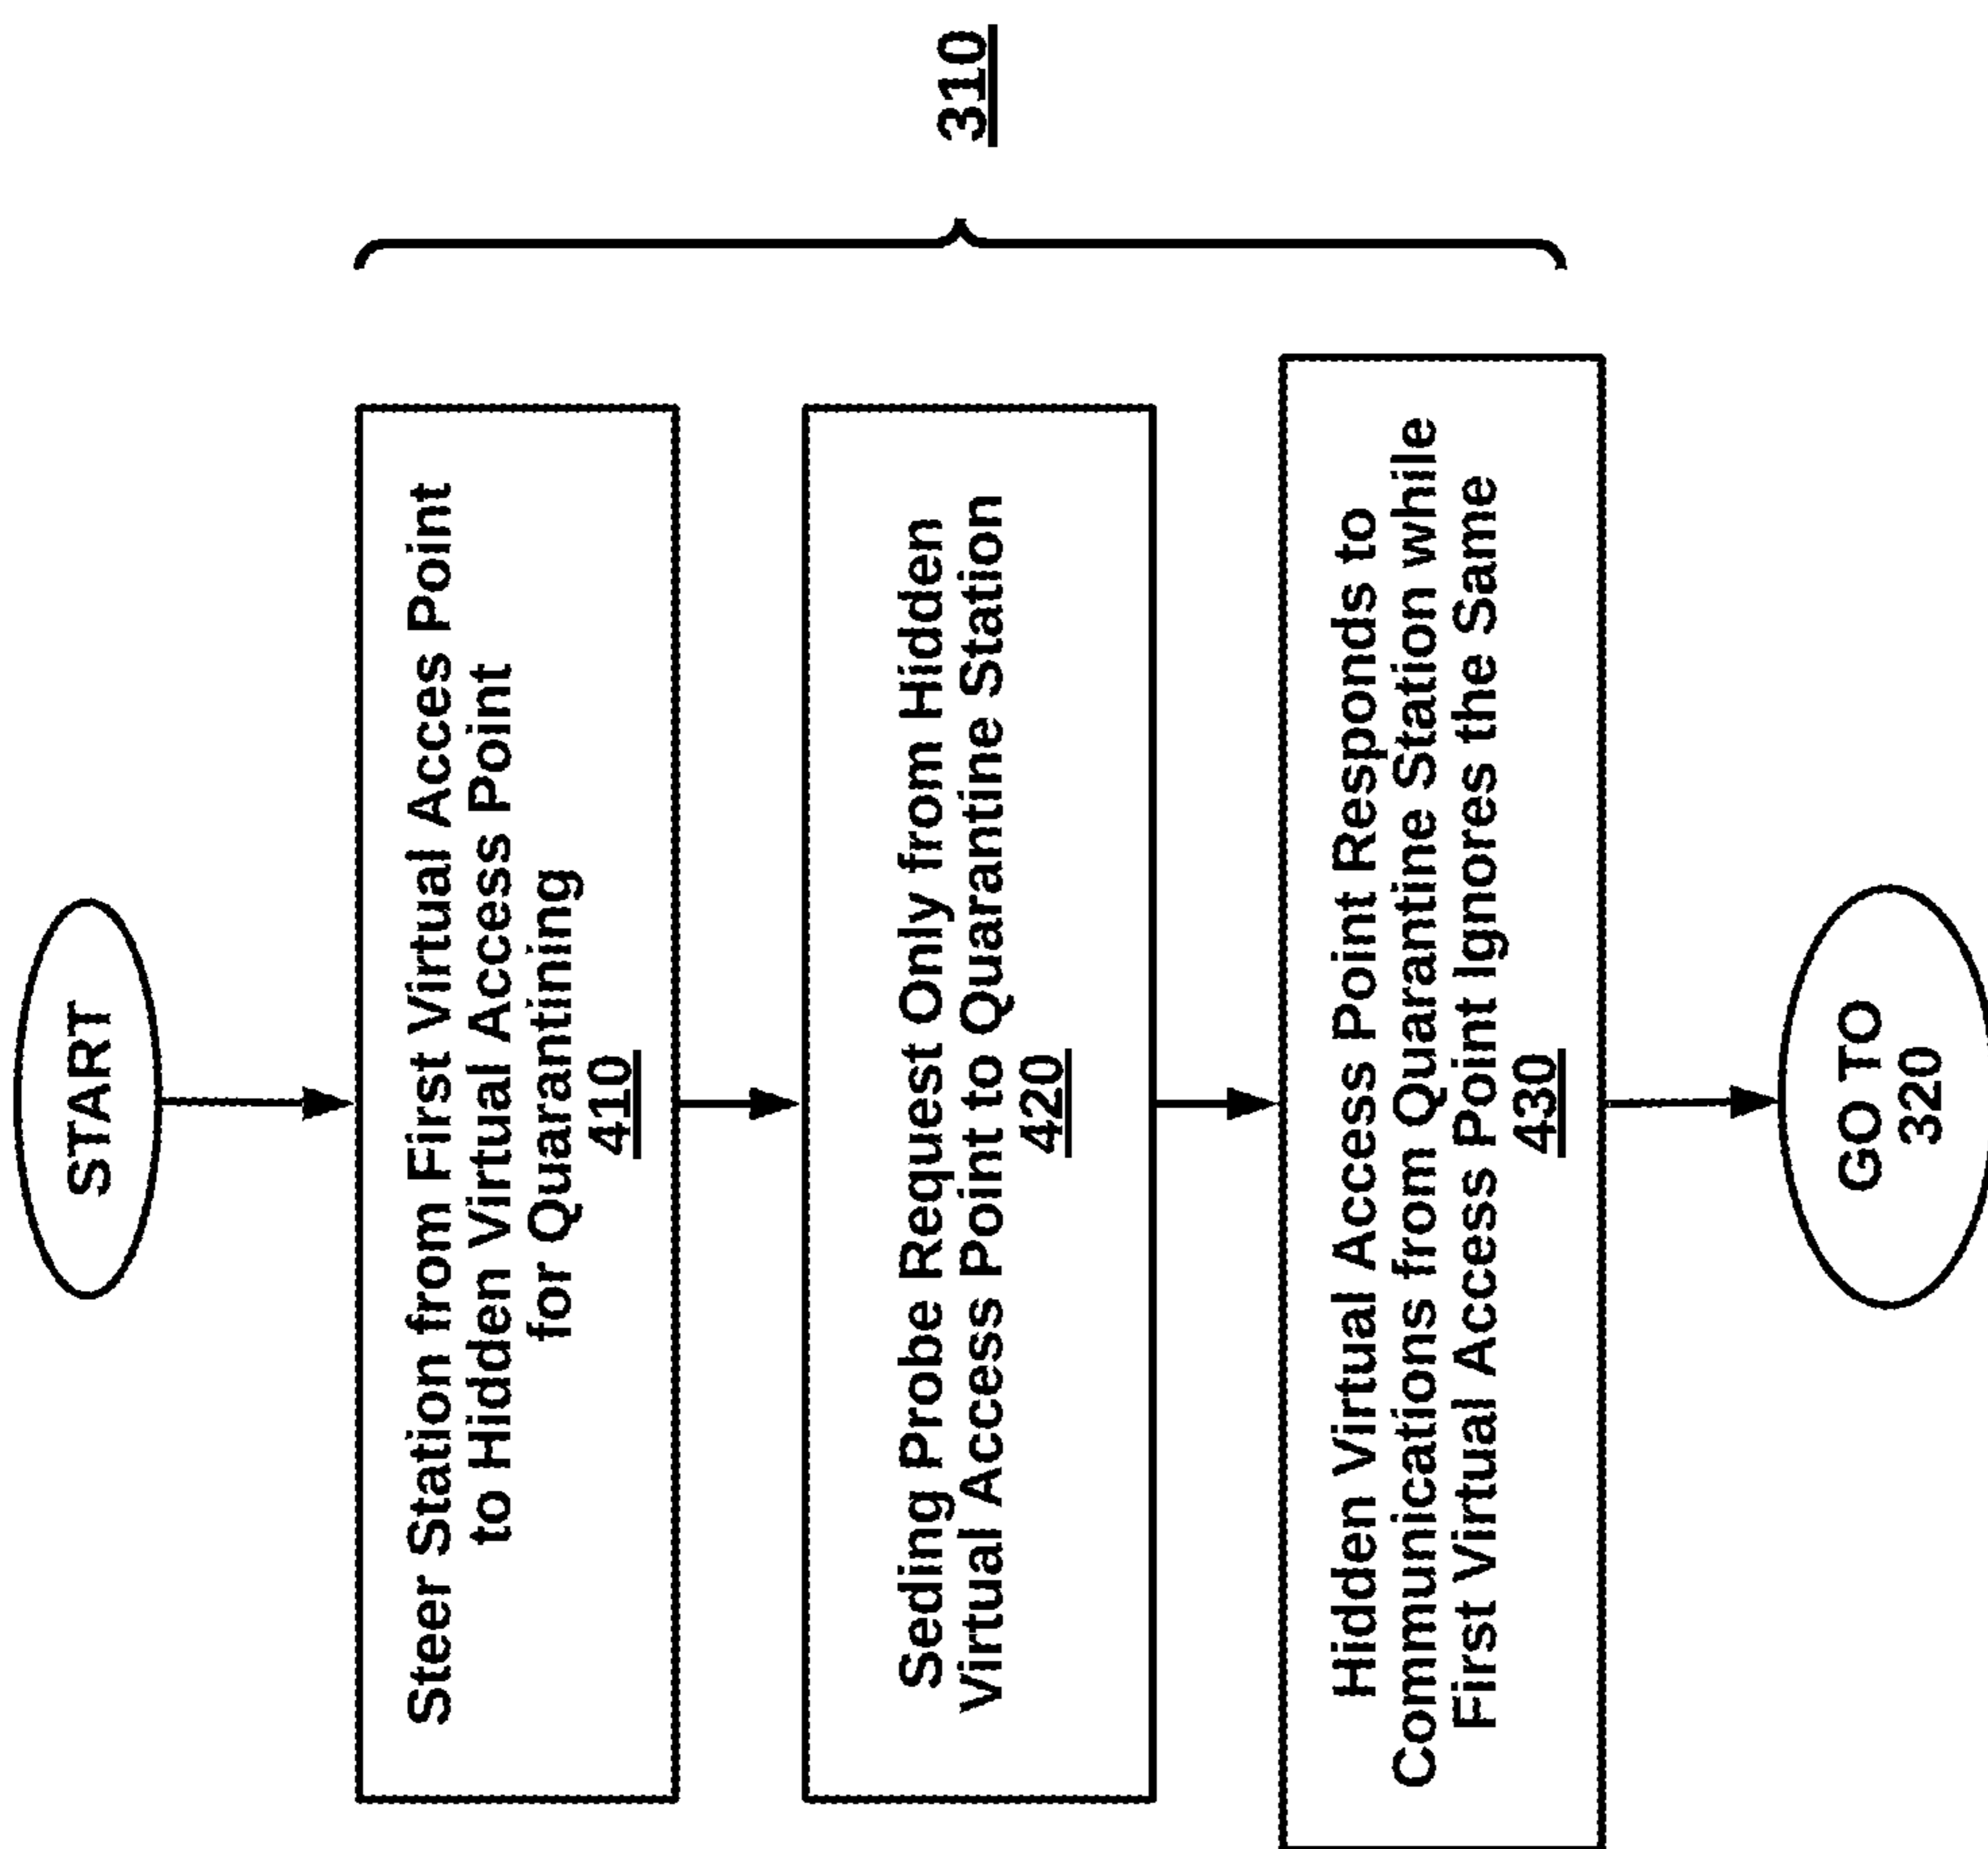 START
Steer Station from First Virtual Acces Point
to Hidden Virtual Access Point
for Quarantining
410
Seding Probe Request Only from Hidden
Virtual Access Point to Quarantine Station
420
Hidden Virtual Access Point Responds to
Communications from Quarantine Station while
First Virtual Access Point Ignores the Same
430
GO TO
320
310